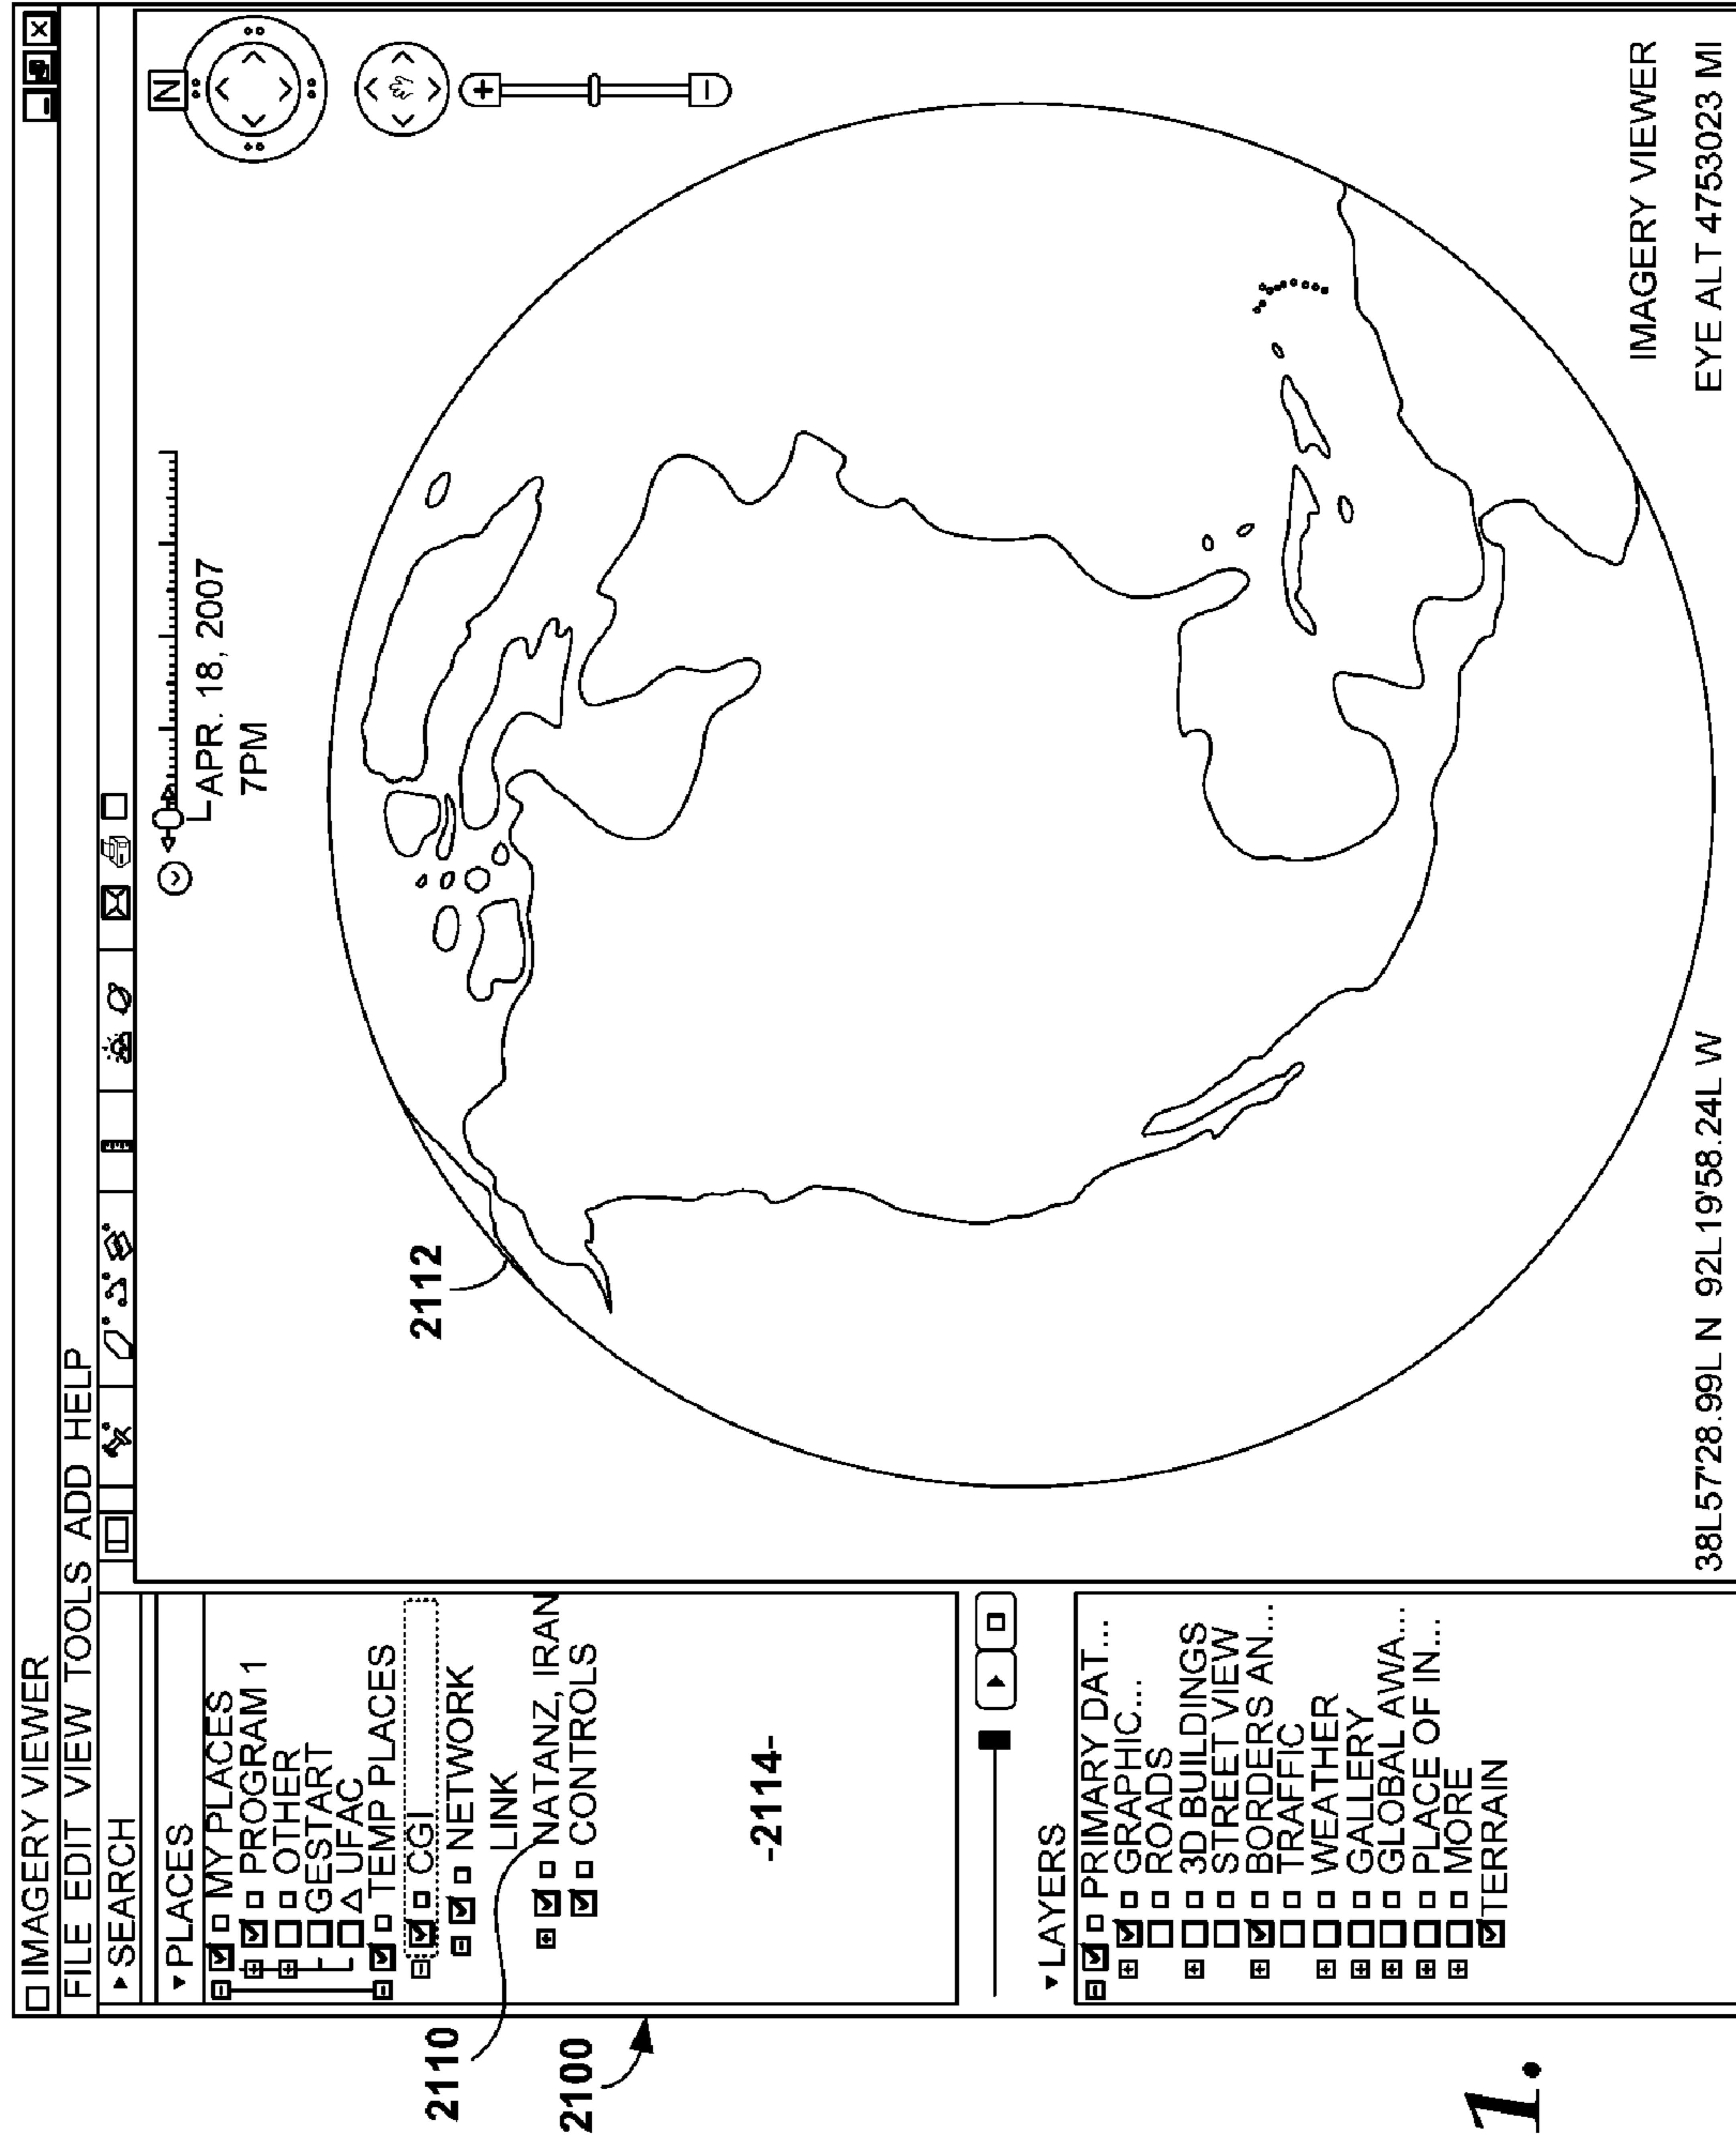 IMAGERY VIEWER
FILE EDIT VIEW TOOLS ADD HELP
SEARCH
PLACES
MY PLACES
PROGRAM 1
OTHER
GESTART
UFAC
TEMP PLACES
CGI
NETWORK
LINK
NATANZ, IRAN
CONTROLS
-2114-
LAYERS
PRIMARY DAT...
GRAPHIC...
ROADS
3D BUILDINGS
STREET VIEW
BORDERS AN...
TRAFFIC
WEATHER
GALLERY
GLOBAL AWA...
PLACE OF IN...
MORE
TERRAIN
APR. 18, 2007
7PM
N
2112
IMAGERY VIEWER
38L57'28.99L N 92L19'58.24L W
EYE ALT 4753023 MI
2110
2100
1.